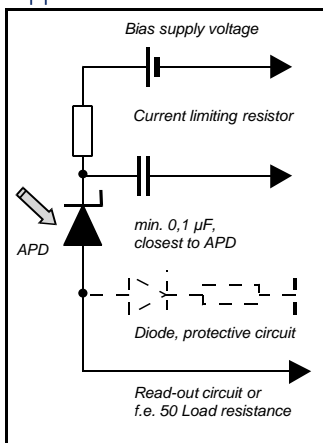 Bias supply voltage
Current limiting resistor
min. 0,1 µF,
closest to APD
APD
Diode, protective circuit
Read-out circuit or
f.e. 50 Load resistance